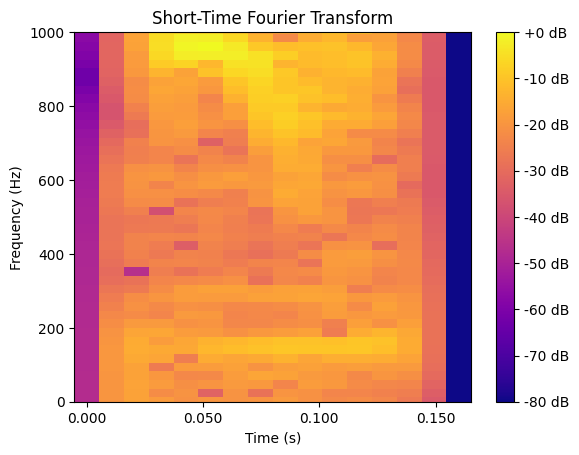 Short-Time Fourier Transform
1000
800
600
400
200
0
Frequency (Hz)
0.000
0.050
0.100
0.150
Time (s)
+0 dB
-10 dB
-20 dB
-30 dB
-40 dB
-50 dB
-60 dB
-70 dB
-80 dB